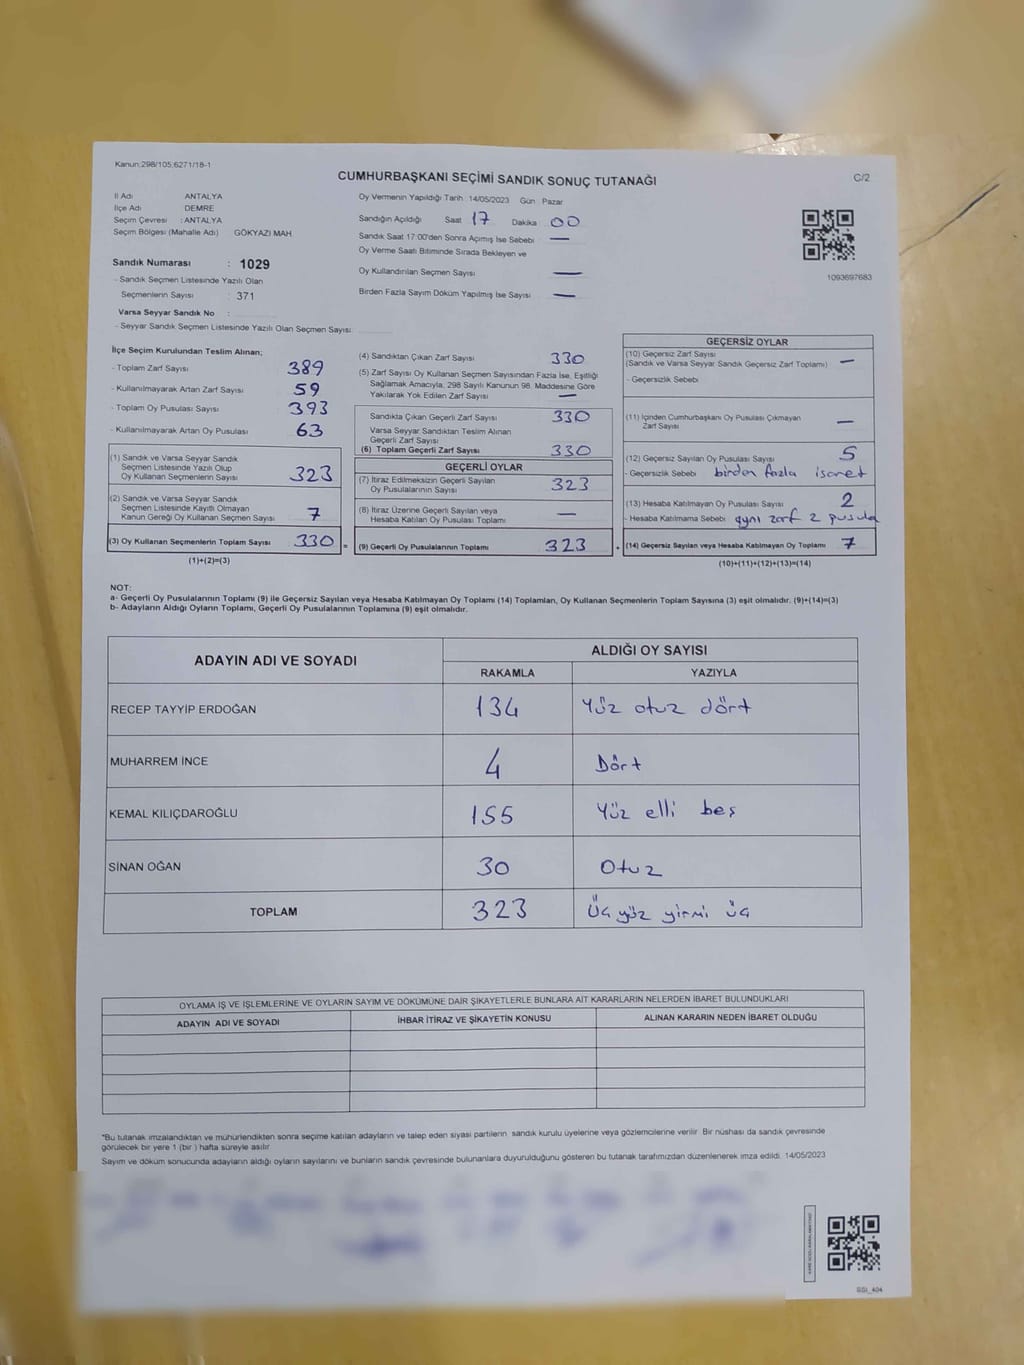 Kanun:298/105,6271/18-1
CUMHURBAŞKANI SEÇİMİ SANDIK SONUÇ TUTANAĞI
C/2
İl Adı ANTALYA
İlçe Adı DEMRE
Seçim Çevresi : ANTALYA
Seçim Bölgesi (Mahalle Adı) GÖKYAZI MAH.
Oy Vermenin Yapıldığı Tarih : 14/05/2023 Gün Pazar
Sandığın Açıldığı Saat 17 Dakika 00
Sandık Saat 17:00'den Sonra Açılmış İse Sebebi —
Oy Verme Saati Bitiminde Sırada Bekleyen ve
Oy Kullandırılan Seçmen Sayısı —
Birden Fazla Sayım Döküm Yapılmış İse Sayısı —
1093697683
Sandık Numarası : 1029
- Sandık Seçmen Listesinde Yazılı Olan
Seçmenlerin Sayısı : 371
Varsa Seyyar Sandık No :
- Seyyar Sandık Seçmen Listesinde Yazılı Olan Seçmen Sayısı:
İlçe Seçim Kurulundan Teslim Alınan;
- Toplam Zarf Sayısı 389
- Kullanılmayarak Artan Zarf Sayısı 59
- Toplam Oy Pusulası Sayısı 393
- Kullanılmayarak Artan Oy Pusulası 63
(1) Sandık ve Varsa Seyyar Sandık
Seçmen Listesinde Yazılı Olup
Oy Kullanan Seçmenlerin Sayısı 323
(2) Sandık ve Varsa Seyyar Sandık
Seçmen Listesinde Kayıtlı Olmayan
Kanun Gereği Oy Kullanan Seçmen Sayısı 7
(3) Oy Kullanan Seçmenlerin Toplam Sayısı 330 =
(1)+(2)=(3)
(4) Sandıktan Çıkan Zarf Sayısı 330
(5) Zarf Sayısı Oy Kullanan Seçmen Sayısından Fazla İse, Eşitliği
Sağlamak Amacıyla, 298 Sayılı Kanunun 98. Maddesine Göre
Yakılarak Yok Edilen Zarf Sayısı —
Sandıkta Çıkan Geçerli Zarf Sayısı 330
Varsa Seyyar Sandıktan Teslim Alınan
Geçerli Zarf Sayısı
(6) Toplam Geçerli Zarf Sayısı 330
GEÇERLİ OYLAR
(7) İtiraz Edilmeksizin Geçerli Sayılan
Oy Pusulalarının Sayısı 323
(8) İtiraz Üzerine Geçerli Sayılan veya
Hesaba Katılan Oy Pusulası Toplamı —
(9) Geçerli Oy Pusulalarının Toplamı 323 +
GEÇERSİZ OYLAR
(10) Geçersiz Zarf Sayısı
(Sandık ve Varsa Seyyar Sandık Geçersiz Zarf Toplamı) —
- Geçersizlik Sebebi
(11) İçinden Cumhurbaşkanı Oy Pusulası Çıkmayan
Zarf Sayısı —
(12) Geçersiz Sayılan Oy Pusulası Sayısı 5
- Geçersizlik Sebebi birden fazla işaret
(13) Hesaba Katılmayan Oy Pusulası Sayısı 2
- Hesaba Katılmama Sebebi aynı zarf 2 pusula
(14) Geçersiz Sayılan veya Hesaba Katılmayan Oy Toplamı 7
(10)+(11)+(12)+(13)=(14)
NOT:
a- Geçerli Oy Pusulalarının Toplamı (9) ile Geçersiz Sayılan veya Hesaba Katılmayan Oy Toplamı (14) Toplamları, Oy Kullanan Seçmenlerin Toplam Sayısına (3) eşit olmalıdır. (9)+(14)=(3)
b- Adayların Aldığı Oyların Toplamı, Geçerli Oy Pusulalarının Toplamına (9) eşit olmalıdır.
ADAYIN ADI VE SOYADI ALDIĞI OY SAYISI
RAKAMLA YAZIYLA
RECEP TAYYİP ERDOĞAN 134 Yüz otuz dört
MUHARREM İNCE 4 Dört
KEMAL KILIÇDAROĞLU 155 Yüz elli beş
SİNAN OĞAN 30 Otuz
TOPLAM 323 Üç yüz yirmi üç
OYLAMA İŞ VE İŞLEMLERİNE VE OYLARIN SAYIM VE DÖKÜMÜNE DAİR ŞİKAYETLERLE BUNLARA AİT KARARLARIN NELERDEN İBARET BULUNDUKLARI
ADAYIN ADI VE SOYADI İHBAR İTİRAZ VE ŞİKAYETİN KONUSU ALINAN KARARIN NEDEN İBARET OLDUĞU
*Bu tutanak imzalandıktan ve mühürlendikten sonra seçime katılan adayların ve talep eden siyasi partilerin sandık kurulu üyelerine veya gözlemcilerine verilir. Bir nüshası da sandık çevresinde
görülecek bir yere 1 (bir ) hafta süreyle asılır.
Sayım ve döküm sonucunda adayların aldığı oyların sayılarını ve bunların sandık çevresinde bulunanlara duyurulduğunu gösteren bu tutanak tarafımızdan düzenlenerek imza edildi. 14/05/2023
SSI_404